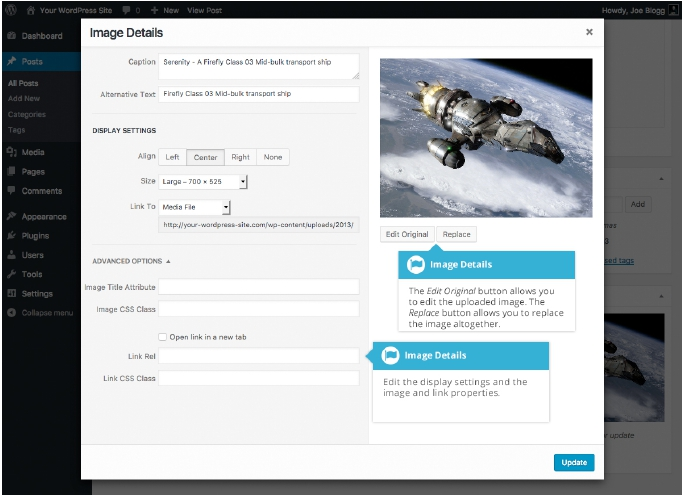 Your WordPress Site 0 New View Post Howdy, Joe Blogg
Dashboard
Posts
All Posts
Add New
Categories
Tags
Media
Pages
Comments
Appearance
Plugins
Users
Tools
Settings
Collapse menu
Image Details
Caption Serenity - A Firefly Class 03 Mid-bulk transport ship
Alternative Text Firefly Class 03 Mid-bulk transport ship
DISPLAY SETTINGS
Align Left Center Right None
Size Large – 700 × 525
Link To Media File
http://your-wordpress-site.com/wp-content/uploads/2013/
ADVANCED OPTIONS
Image Title Attribute
Image CSS Class
Open link in a new tab
Link Rel
Link CSS Class
Edit Original Replace
Image Details
The Edit Original button allows you
to edit the uploaded image. The
Replace button allows you to replace
the image altogether.
Image Details
Edit the display settings and the
image and link properties.
Update
Add
tags
update